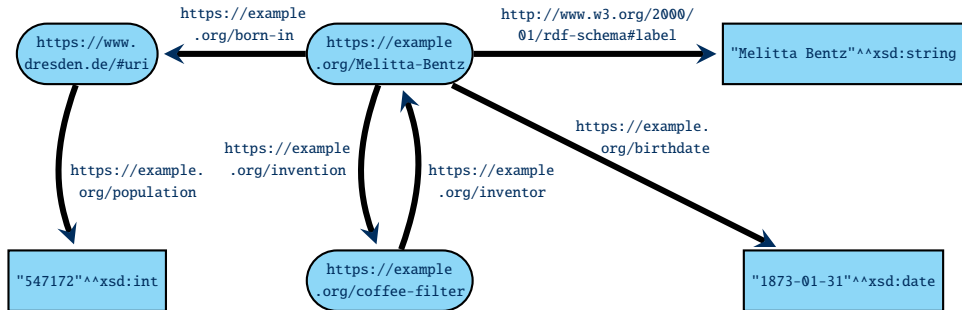 https://example
.org/born-in
http://www.w3.org/2000/
01/rdf-schema#label
https://www.
dresden.de/#uri
https://example
.org/Melitta-Bentz
"Melitta Bentz"^^xsd:string
https://example.
org/birthdate
https://example
.org/invention
https://example.
org/population
https://example
.org/inventor
"547172"^^xsd:int
https://example
.org/coffee-filter
"1873-01-31"^^xsd:date